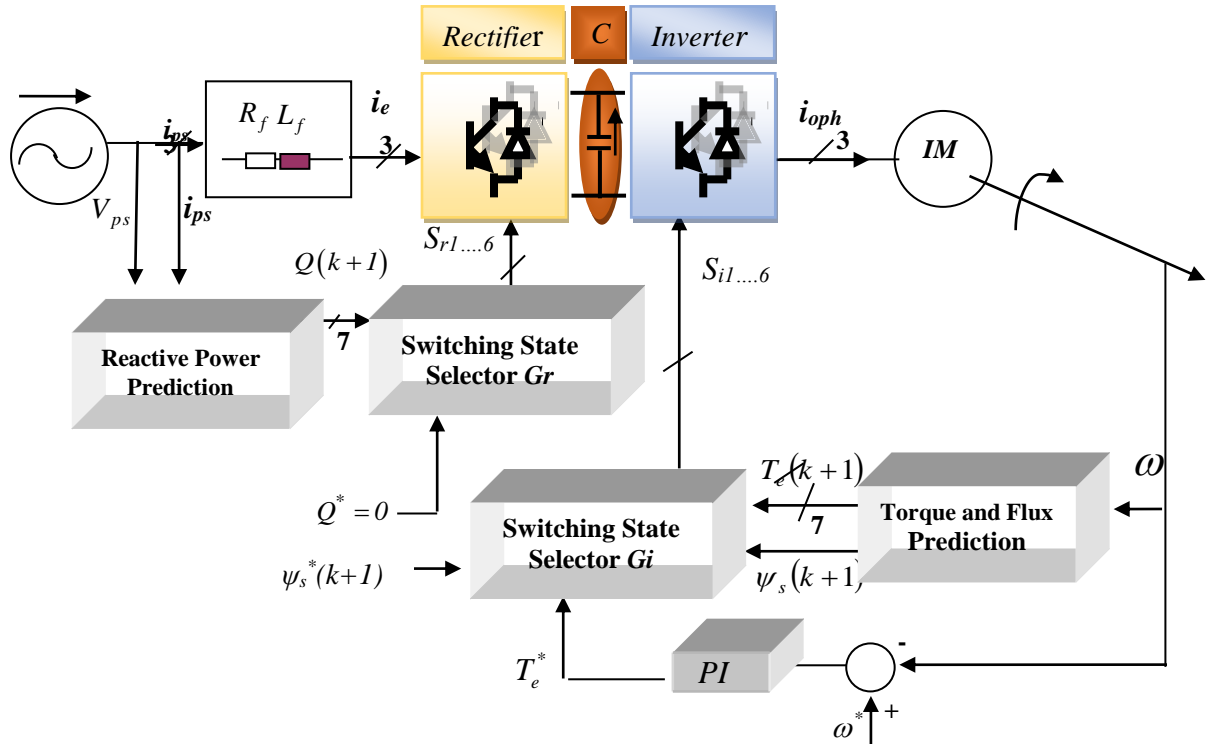 Rectifier
C
Inverter
R_f L_f
i_e
3
i_ps
i_oph
3
IM
V_ps
i_ps
S_r1....6
S_i1....6
Q(k+1)
7
Reactive Power
Prediction
Switching State
Selector Gr
ω
T_e(k+1)
7
Q* = 0
Switching State
Selector Gi
Torque and Flux
Prediction
ψ_s*(k+1)
ψ_s(k+1)
T_e*
PI
-
+
ω*